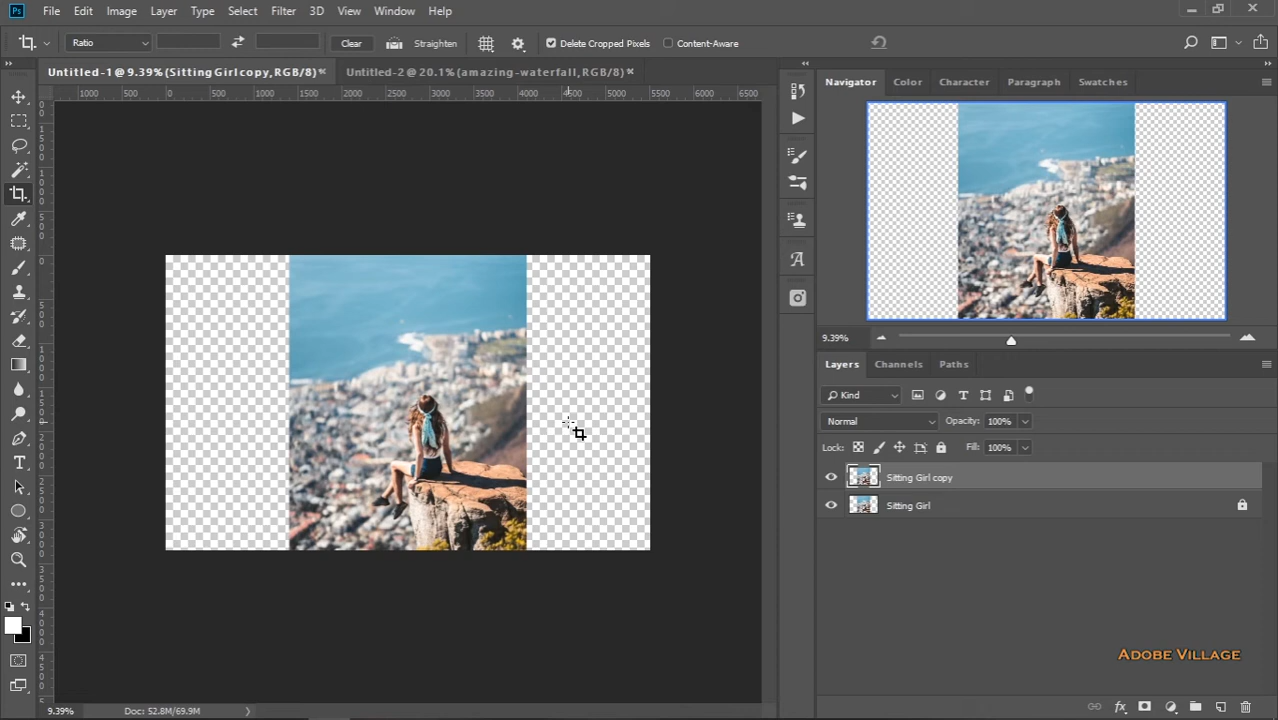 Ps File Edit Image Layer Type Select Filter 3D View Window Help
Ratio Clear Straighten Delete Cropped Pixels Content-Aware
Untitled-1 @ 9.39% (Sitting Girl copy, RGB/8) * Untitled-2 @ 20.1% (amazing-waterfall, RGB/8) *
Navigator Color Character Paragraph Swatches
1000 500 0 500 1000 1500 2000 2500 3000 3500 4000 4500 5000 5500 6000 6500
9.39%
Layers Channels Paths
Kind
Normal Opacity: 100%
Lock: Fill: 100%
Sitting Girl copy
Sitting Girl
ADOBE VILLAGE
9.39% Doc: 52.8M/69.9M